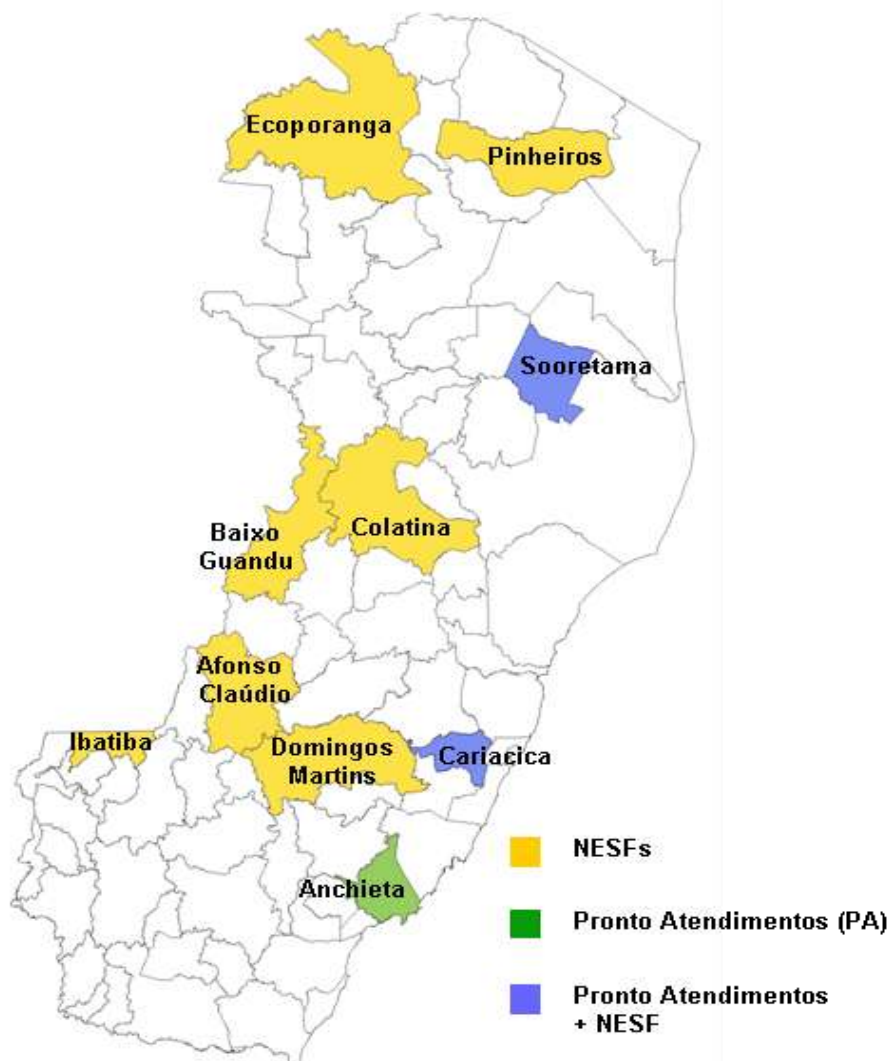 Ecoporanga
Pinheiros
Sooretama
Baixo
Guandu
Colatina
Afonso
Claúdio
Ibatiba
Domingos
Martins
Cariacica
Anchieta
NESFs
Pronto Atendimentos (PA)
Pronto Atendimentos
+ NESF